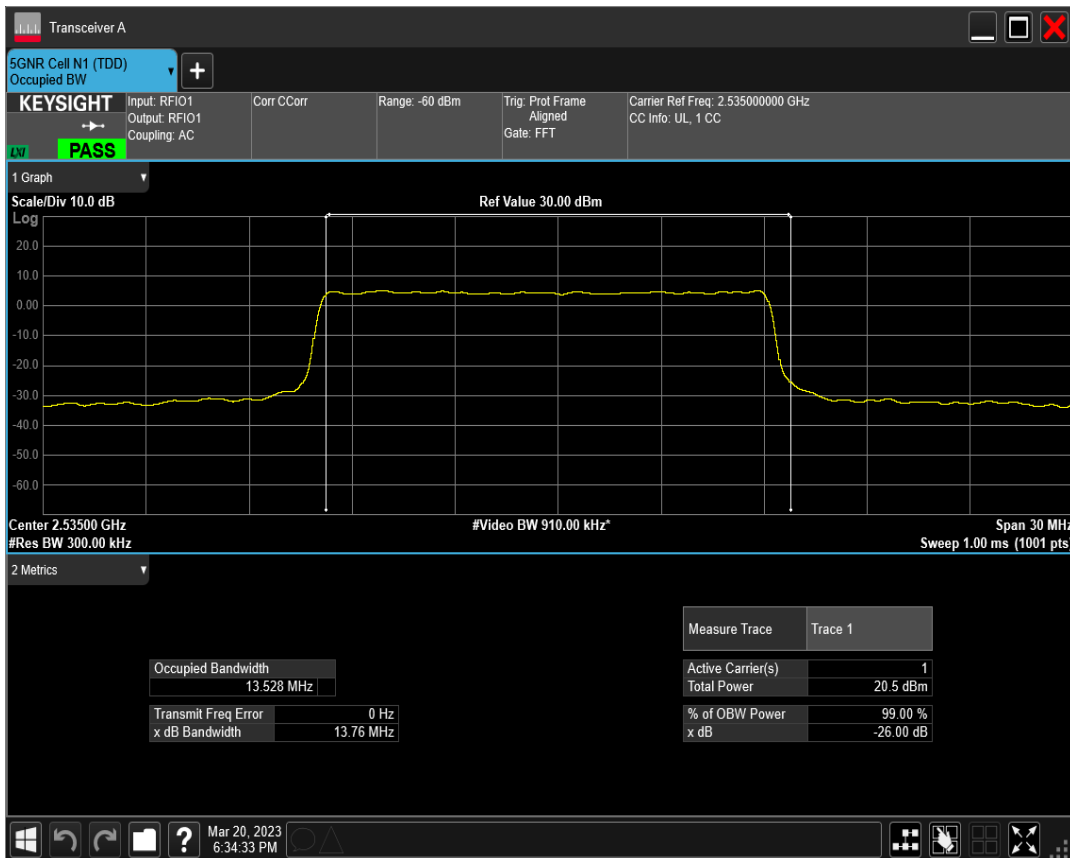 Transceiver A
5GNR Cell N1 (TDD)
Occupied BW
+
KEYSIGHT
LXI
PASS
Input: RFIO1
Output: RFIO1
Coupling: AC
Corr CCorr
Range: -60 dBm
Trig: Prot Frame
Aligned
Gate: FFT
Carrier Ref Freq: 2.535000000 GHz
CC Info: UL, 1 CC
1 Graph
Scale/Div 10.0 dB
Ref Value 30.00 dBm
Log
20.0
10.0
0.00
-10.0
-20.0
-30.0
-40.0
-50.0
-60.0
Center 2.53500 GHz
#Video BW 910.00 kHz*
Span 30 MHz
#Res BW 300.00 kHz
Sweep 1.00 ms (1001 pts)
2 Metrics
Measure Trace Trace 1
Occupied Bandwidth
13.528 MHz
Active Carrier(s) 1
Total Power 20.5 dBm
Transmit Freq Error 0 Hz
x dB Bandwidth 13.76 MHz
% of OBW Power 99.00 %
x dB -26.00 dB
?
Mar 20, 2023
6:34:33 PM